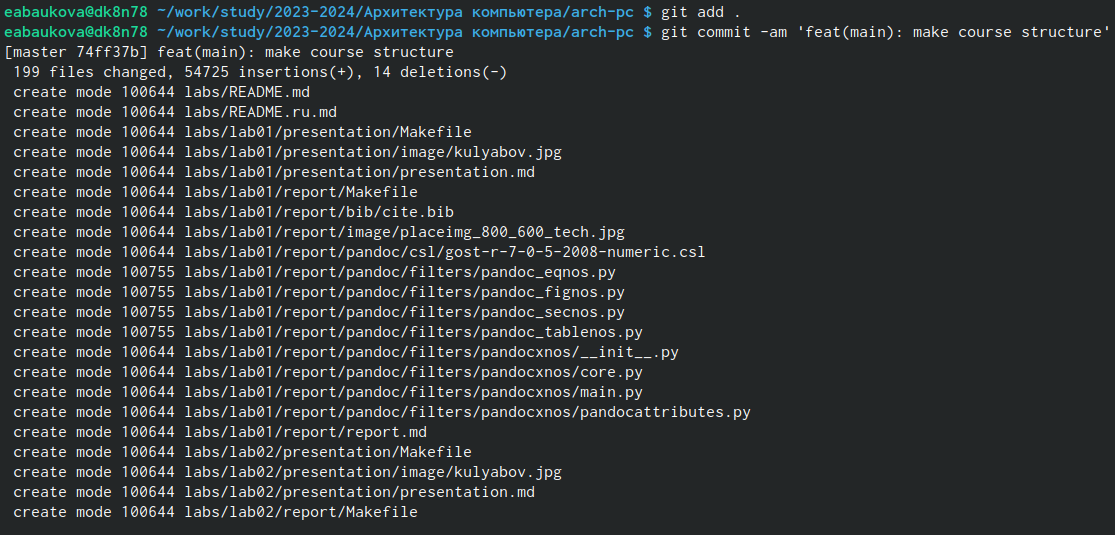 eabaukova@dk8n78 ~/work/study/2023-2024/Архитектура компьютера/arch-pc $ git add .
eabaukova@dk8n78 ~/work/study/2023-2024/Архитектура компьютера/arch-pc $ git commit -am 'feat(main): make course structure'
[master 74ff37b] feat(main): make course structure
 199 files changed, 54725 insertions(+), 14 deletions(-)
 create mode 100644 labs/README.md
 create mode 100644 labs/README.ru.md
 create mode 100644 labs/lab01/presentation/Makefile
 create mode 100644 labs/lab01/presentation/image/kulyabov.jpg
 create mode 100644 labs/lab01/presentation/presentation.md
 create mode 100644 labs/lab01/report/Makefile
 create mode 100644 labs/lab01/report/bib/cite.bib
 create mode 100644 labs/lab01/report/image/placeimg_800_600_tech.jpg
 create mode 100644 labs/lab01/report/pandoc/csl/gost-r-7-0-5-2008-numeric.csl
 create mode 100755 labs/lab01/report/pandoc/filters/pandoc_eqnos.py
 create mode 100755 labs/lab01/report/pandoc/filters/pandoc_fignos.py
 create mode 100755 labs/lab01/report/pandoc/filters/pandoc_secnos.py
 create mode 100755 labs/lab01/report/pandoc/filters/pandoc_tablenos.py
 create mode 100644 labs/lab01/report/pandoc/filters/pandocxnos/__init__.py
 create mode 100644 labs/lab01/report/pandoc/filters/pandocxnos/core.py
 create mode 100644 labs/lab01/report/pandoc/filters/pandocxnos/main.py
 create mode 100644 labs/lab01/report/pandoc/filters/pandocxnos/pandocattributes.py
 create mode 100644 labs/lab01/report/report.md
 create mode 100644 labs/lab02/presentation/Makefile
 create mode 100644 labs/lab02/presentation/image/kulyabov.jpg
 create mode 100644 labs/lab02/presentation/presentation.md
 create mode 100644 labs/lab02/report/Makefile